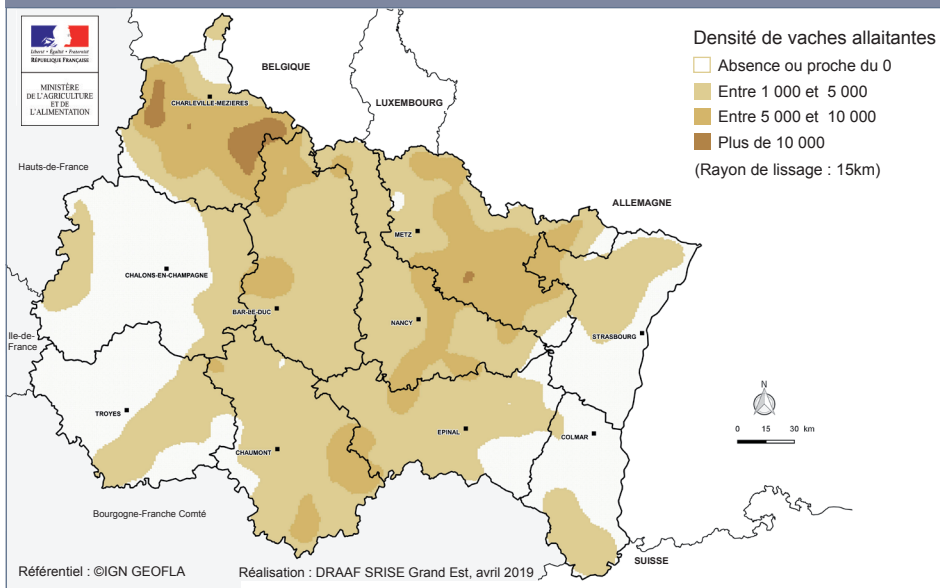 Liberté • Égalité • Fraternité
RÉPUBLIQUE FRANÇAISE
MINISTÈRE
DE L'AGRICULTURE
ET DE
L'ALIMENTATION
Densité de vaches allaitantes
Absence ou proche du 0
Entre 1 000 et 5 000
Entre 5 000 et 10 000
Plus de 10 000
(Rayon de lissage : 15km)
BELGIQUE
LUXEMBOURG
CHARLEVILLE-MEZIERES
Hauts-de-France
ALLEMAGNE
METZ
CHALONS-EN-CHAMPAGNE
BAR-LE-DUC
NANCY
Ile-de-
France
STRASBOURG
TROYES
EPINAL
COLMAR
CHAUMONT
N
0 15 30 km
Bourgogne-Franche Comté
SUISSE
Référentiel : ©IGN GEOFLA
Réalisation : DRAAF SRISE Grand Est, avril 2019